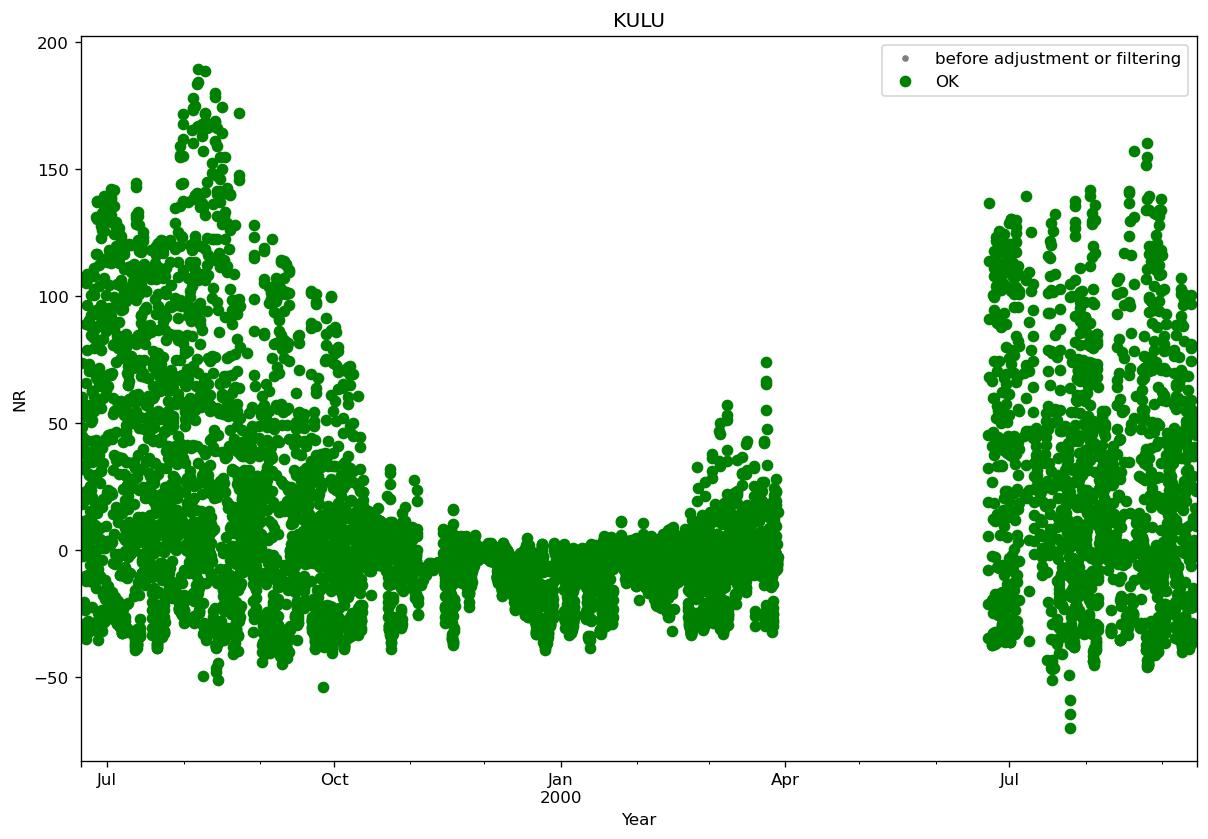 KULU
before adjustment or filtering
OK
NR
200
150
100
50
0
−50
Jul
Oct
Jan
2000
Apr
Jul
Year